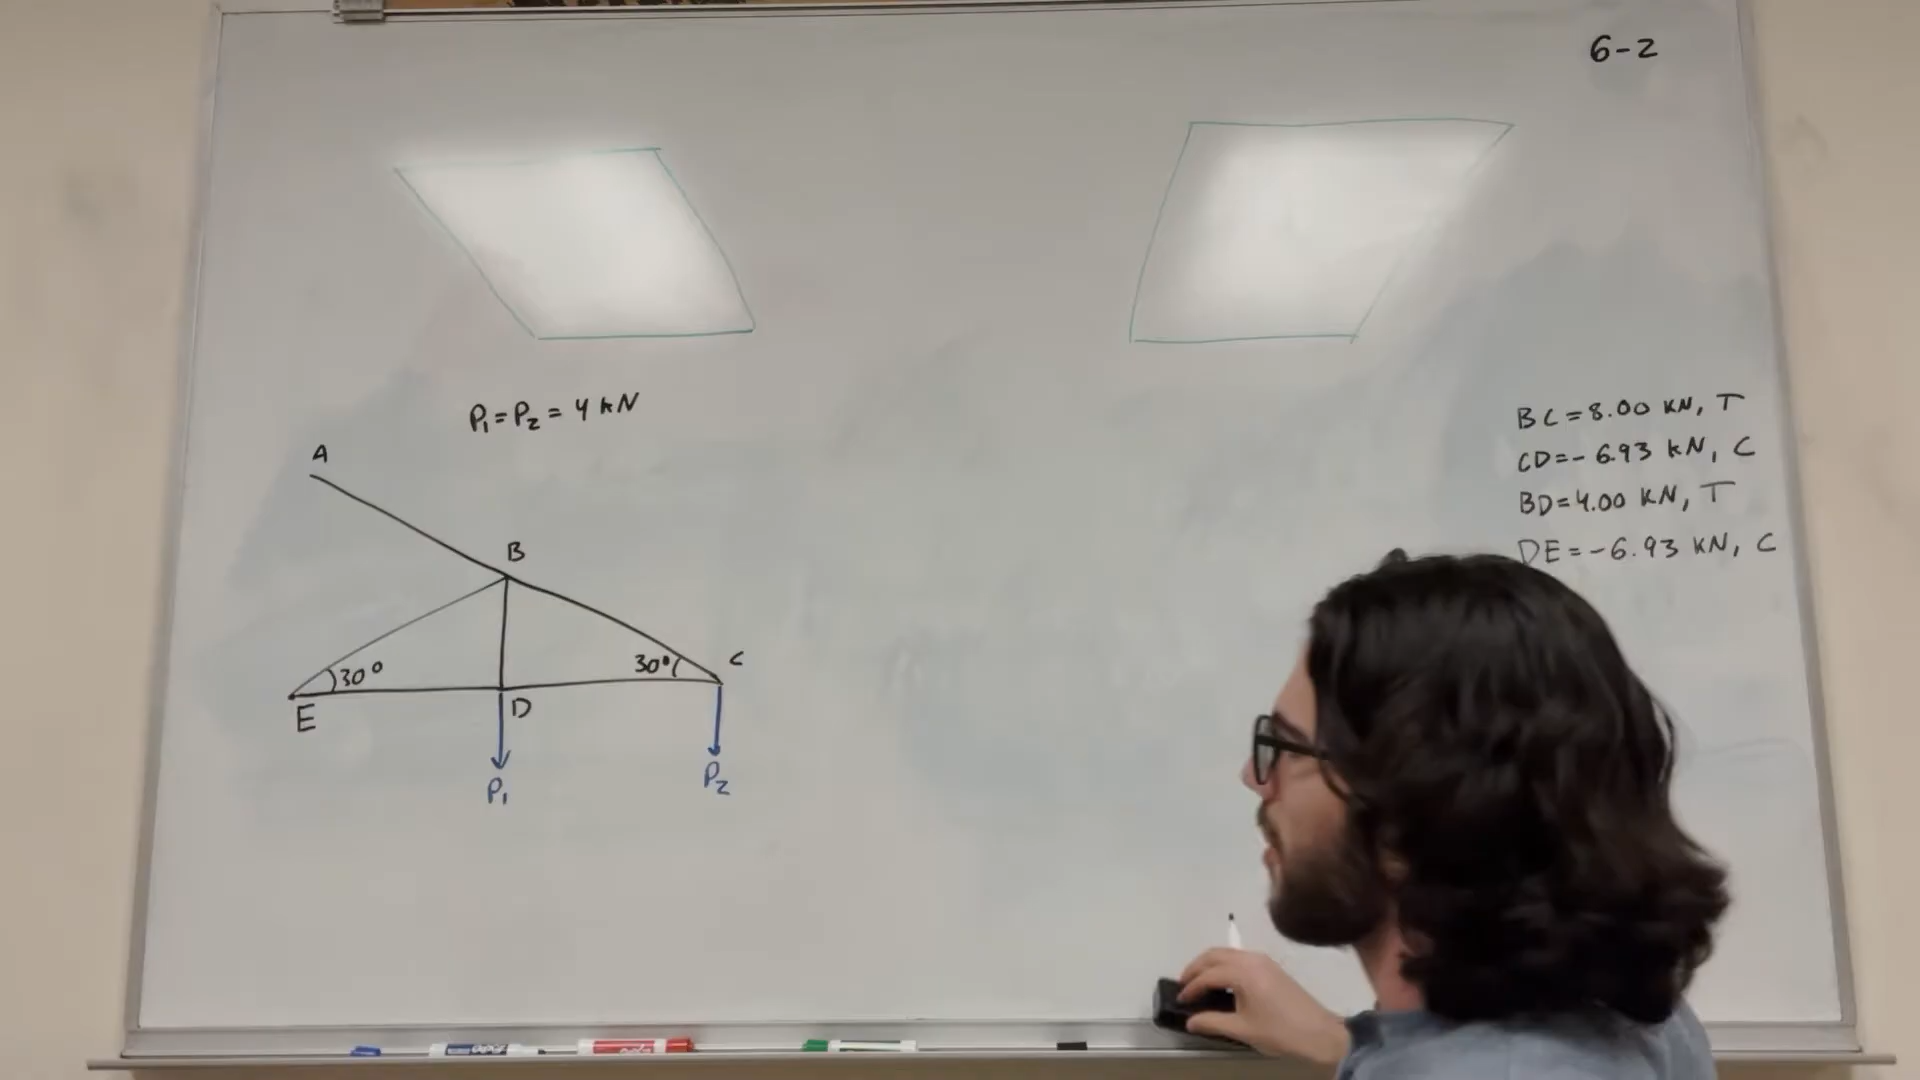 6-2
P₁=P₂=4 kN
A
B
30°
30°
C
E
D
P₁
P₂
BC=8.00 KN, T
CD=-6.93 kN, C
BD=4.00 KN, T
DE=-6.93 KN, C